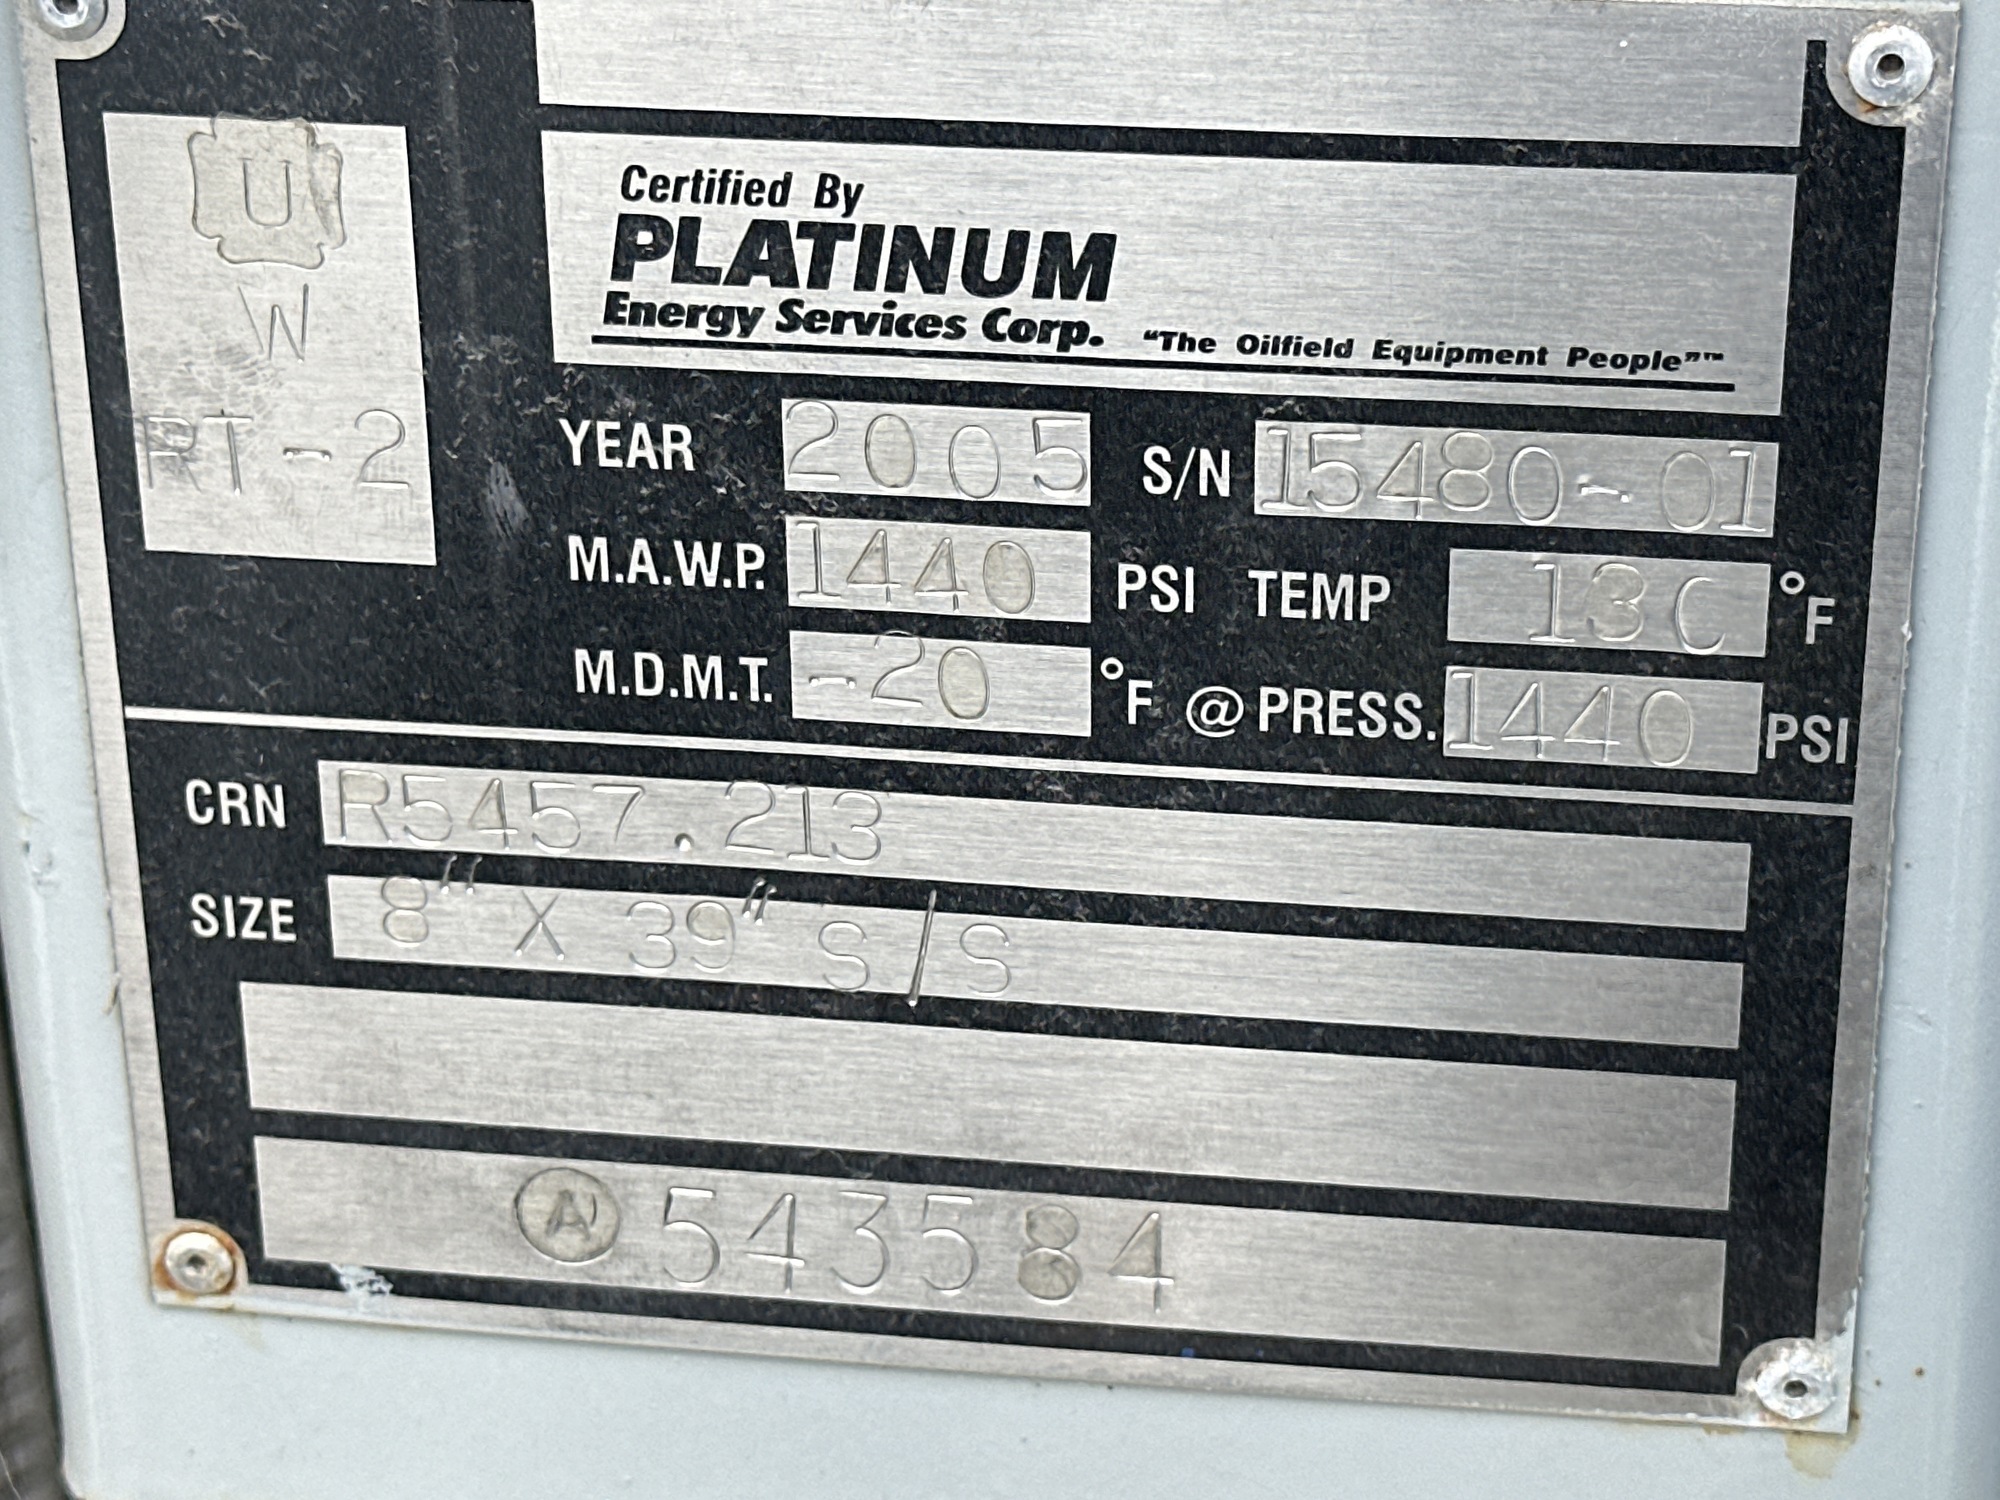 U
W
RT-2
Certified By
PLATINUM
Energy Services Corp. "The Oilfield Equipment People"™
YEAR 2005 S/N 15480-01
M.A.W.P. 1440 PSI TEMP 130 °F
M.D.M.T. -20 °F @ PRESS. 1440 PSI
CRN R5457.213
SIZE 8" X 39" S/S
A 543584